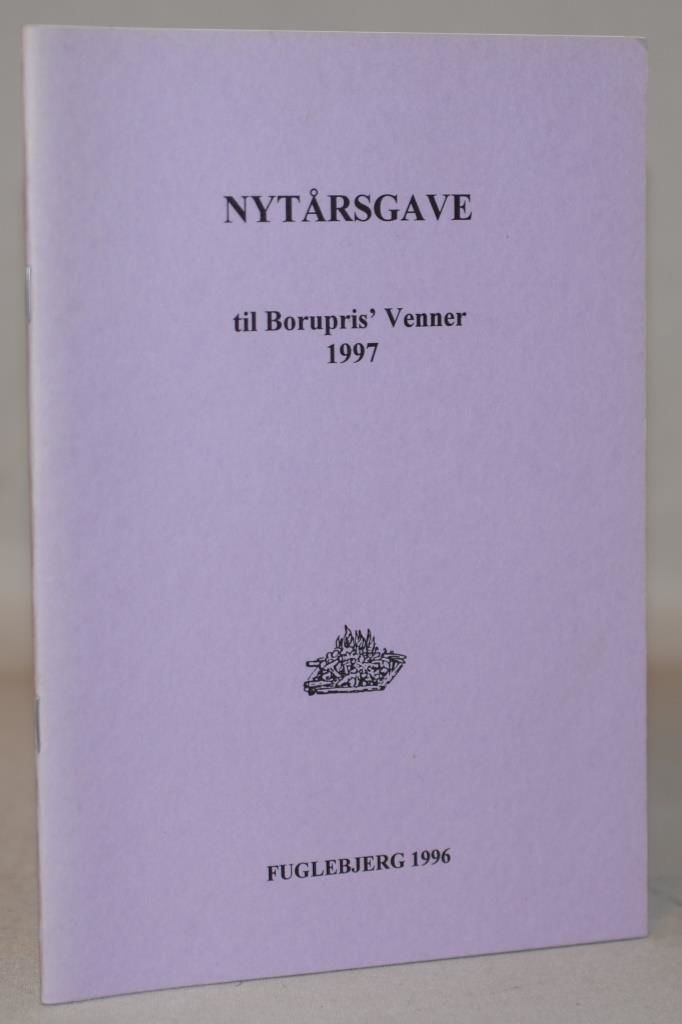 NYTÅRSGAVE
til Borupris’ Venner
1997
FUGLEBJERG 1996